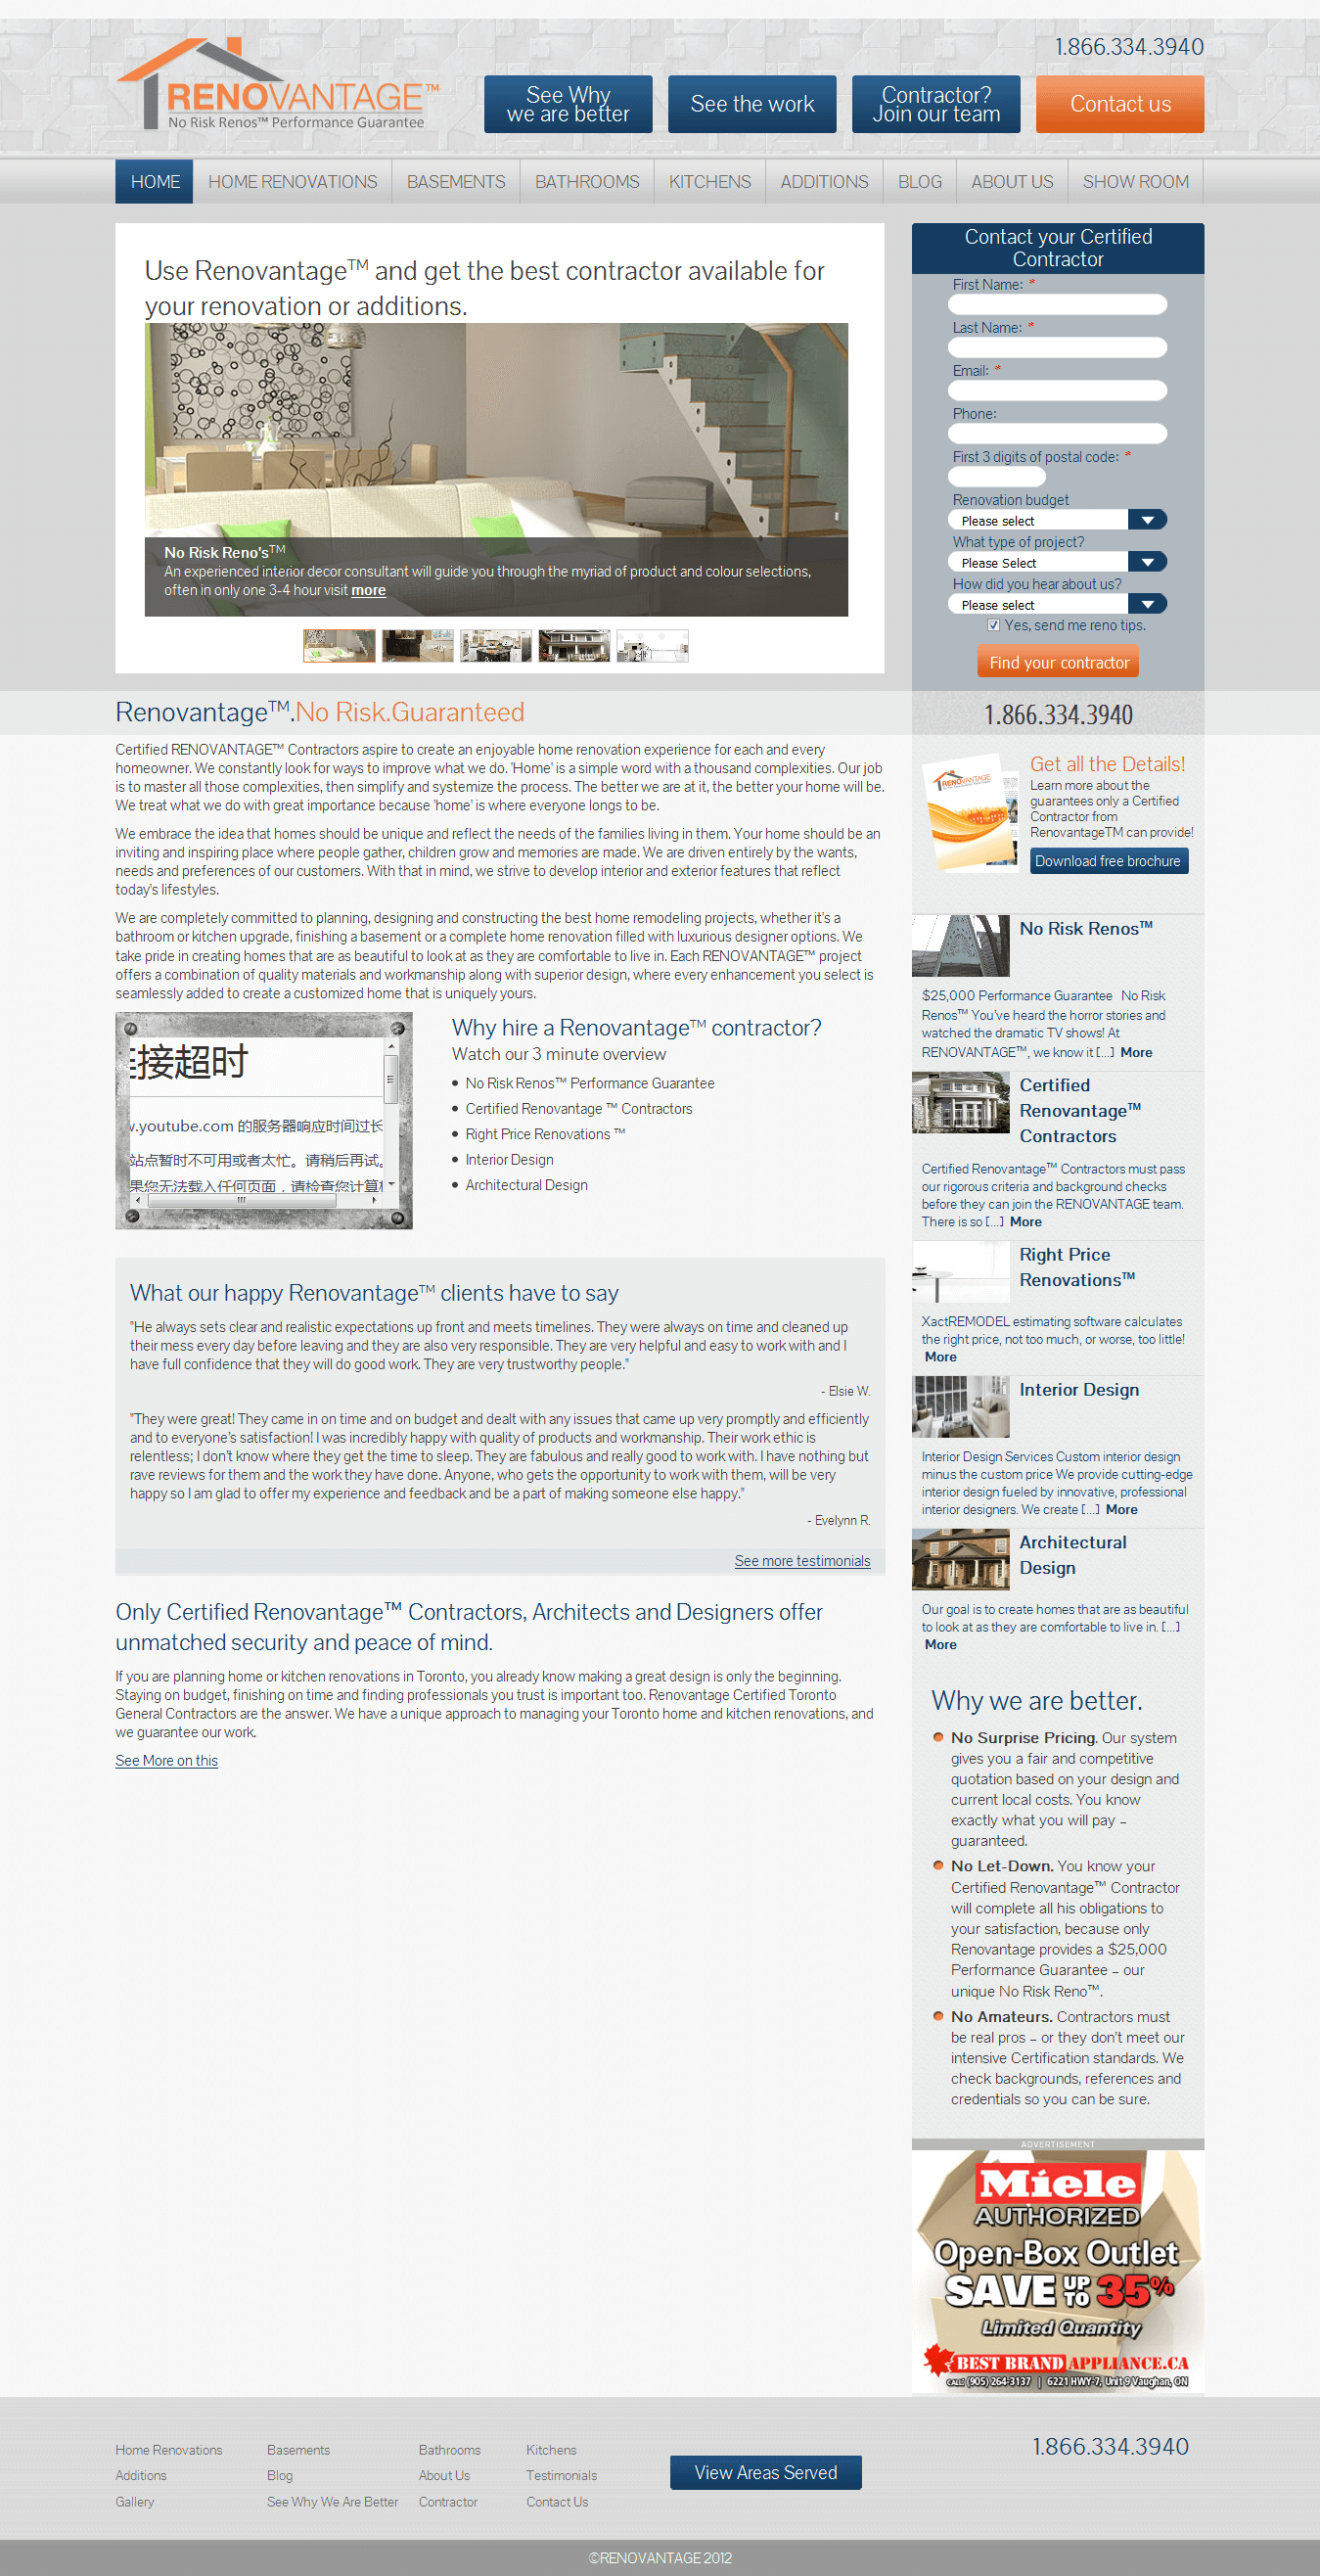 RENOVANTAGE™
No Risk Renos™ Performance Guarantee
1.866.334.3940
See Why
we are better
See the work
Contractor?
Join our team
Contact us
HOME
HOME RENOVATIONS
BASEMENTS
BATHROOMS
KITCHENS
ADDITIONS
BLOG
ABOUT US
SHOW ROOM
Use Renovantage™ and get the best contractor available for
your renovation or additions.
No Risk Reno's™
An experienced interior decor consultant will guide you through the myriad of product and colour selections,
often in only one 3-4 hour visit more
Contact your Certified
Contractor
First Name: *
Last Name: *
Email: *
Phone:
First 3 digits of postal code: *
Renovation budget
Please select
What type of project?
Please Select
How did you hear about us?
Please select
Yes, send me reno tips.
Find your contractor
1.866.334.3940
Renovantage™.No Risk.Guaranteed
Certified RENOVANTAGE™ Contractors aspire to create an enjoyable home renovation experience for each and every
homeowner. We constantly look for ways to improve what we do. 'Home' is a simple word with a thousand complexities. Our job
is to master all those complexities, then simplify and systemize the process. The better we are at it, the better your home will be.
We treat what we do with great importance because 'home' is where everyone longs to be.
We embrace the idea that homes should be unique and reflect the needs of the families living in them. Your home should be an
inviting and inspiring place where people gather, children grow and memories are made. We are driven entirely by the wants,
needs and preferences of our customers. With that in mind, we strive to develop interior and exterior features that reflect
today's lifestyles.
We are completely committed to planning, designing and constructing the best home remodeling projects, whether it's a
bathroom or kitchen upgrade, finishing a basement or a complete home renovation filled with luxurious designer options. We
take pride in creating homes that are as beautiful to look at as they are comfortable to live in. Each RENOVANTAGE™ project
offers a combination of quality materials and workmanship along with superior design, where every enhancement you select is
seamlessly added to create a customized home that is uniquely yours.
接超时
.youtube.com 的服务器响应时间过长
站点暂时不可用或者太忙。请稍后再试。
果您无法载入任何页面，请检查您计算
Why hire a Renovantage™ contractor?
Watch our 3 minute overview
No Risk Renos™ Performance Guarantee
Certified Renovantage ™ Contractors
Right Price Renovations ™
Interior Design
Architectural Design
What our happy Renovantage™ clients have to say
"He always sets clear and realistic expectations up front and meets timelines. They were always on time and cleaned up
their mess every day before leaving and they are also very responsible. They are very helpful and easy to work with and I
have full confidence that they will do good work. They are very trustworthy people."
- Elsie W.
"They were great! They came in on time and on budget and dealt with any issues that came up very promptly and efficiently
and to everyone's satisfaction! I was incredibly happy with quality of products and workmanship. Their work ethic is
relentless; I don't know where they get the time to sleep. They are fabulous and really good to work with. I have nothing but
rave reviews for them and the work they have done. Anyone, who gets the opportunity to work with them, will be very
happy so I am glad to offer my experience and feedback and be a part of making someone else happy."
- Evelynn R.
See more testimonials
Only Certified Renovantage™ Contractors, Architects and Designers offer
unmatched security and peace of mind.
If you are planning home or kitchen renovations in Toronto, you already know making a great design is only the beginning.
Staying on budget, finishing on time and finding professionals you trust is important too. Renovantage Certified Toronto
General Contractors are the answer. We have a unique approach to managing your Toronto home and kitchen renovations, and
we guarantee our work.
See More on this
RENOVANTAGE
Get all the Details!
Learn more about the
guarantees only a Certified
Contractor from
RenovantageTM can provide!
Download free brochure
No Risk Renos™
$25,000 Performance Guarantee No Risk
Renos™ You've heard the horror stories and
watched the dramatic TV shows! At
RENOVANTAGE™, we know it [...] More
Certified
Renovantage™
Contractors
Certified Renovantage™ Contractors must pass
our rigorous criteria and background checks
before they can join the RENOVANTAGE team.
There is so [...] More
Right Price
Renovations™
XactREMODEL estimating software calculates
the right price, not too much, or worse, too little!
More
Interior Design
Interior Design Services Custom interior design
minus the custom price We provide cutting-edge
interior design fueled by innovative, professional
interior designers. We create [...] More
Architectural
Design
Our goal is to create homes that are as beautiful
to look at as they are comfortable to live in. [...]
More
Why we are better.
No Surprise Pricing. Our system
gives you a fair and competitive
quotation based on your design and
current local costs. You know
exactly what you will pay –
guaranteed.
No Let-Down. You know your
Certified Renovantage™ Contractor
will complete all his obligations to
your satisfaction, because only
Renovantage provides a $25,000
Performance Guarantee – our
unique No Risk Reno™.
No Amateurs. Contractors must
be real pros – or they don't meet our
intensive Certification standards. We
check backgrounds, references and
credentials so you can be sure.
ADVERTISEMENT
Miele
AUTHORIZED
Open-Box Outlet
SAVE UP TO 35%
Limited Quantity
BEST BRAND APPLIANCE.CA
CALL: (905) 264-3137 | 6221 HWY-7, Unit 9 Vaughan, ON
Home Renovations
Basements
Bathrooms
Kitchens
Additions
Blog
About Us
Testimonials
Gallery
See Why We Are Better
Contractor
Contact Us
View Areas Served
1.866.334.3940
©RENOVANTAGE 2012